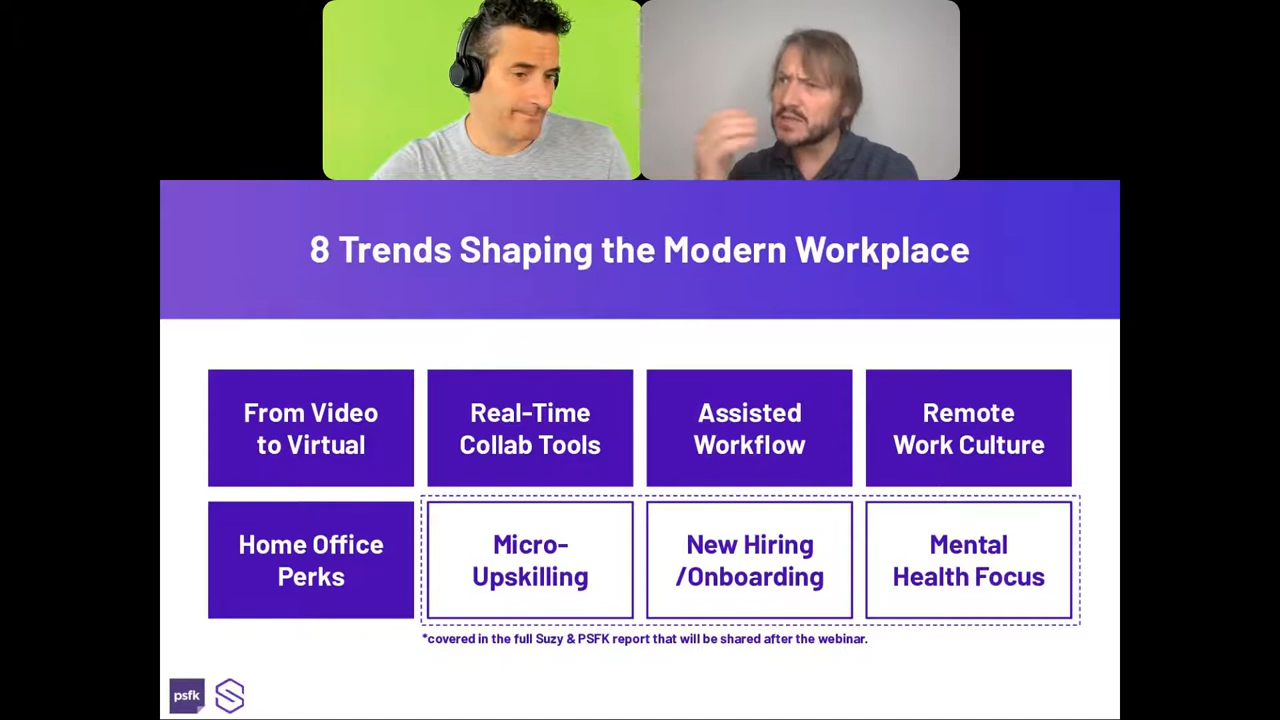 8 Trends Shaping the Modern Workplace
From Video
to Virtual
Real-Time
Collab Tools
Assisted
Workflow
Remote
Work Culture
Home Office
Perks
Micro-
Upskilling
New Hiring
/Onboarding
Mental
Health Focus
*covered in the full Suzy & PSFK report that will be shared after the webinar.
psfk